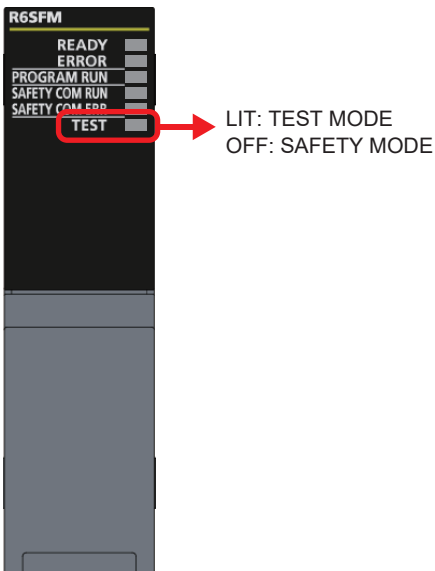 R6SFM
READY
ERROR
PROGRAM RUN
SAFETY COM RUN
SAFETY COM ERR
TEST
LIT: TEST MODE
OFF: SAFETY MODE